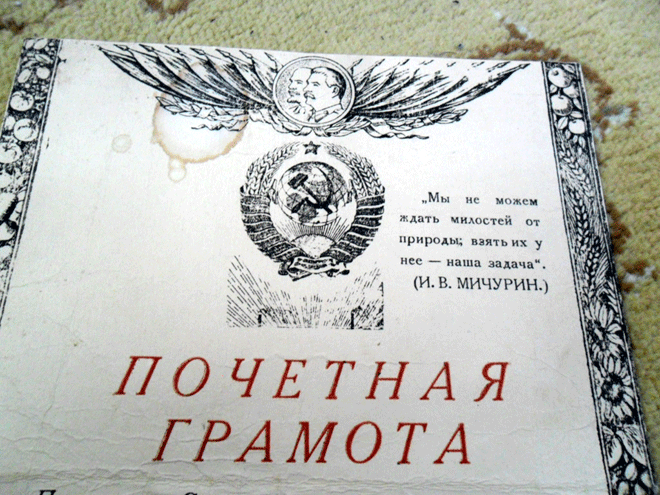 „Мы не можем
ждать милостей от
природы; взять их у
нее — наша задача“.
(И. В. МИЧУРИН.)
ПОЧЕТНАЯ
ГРАМОТА